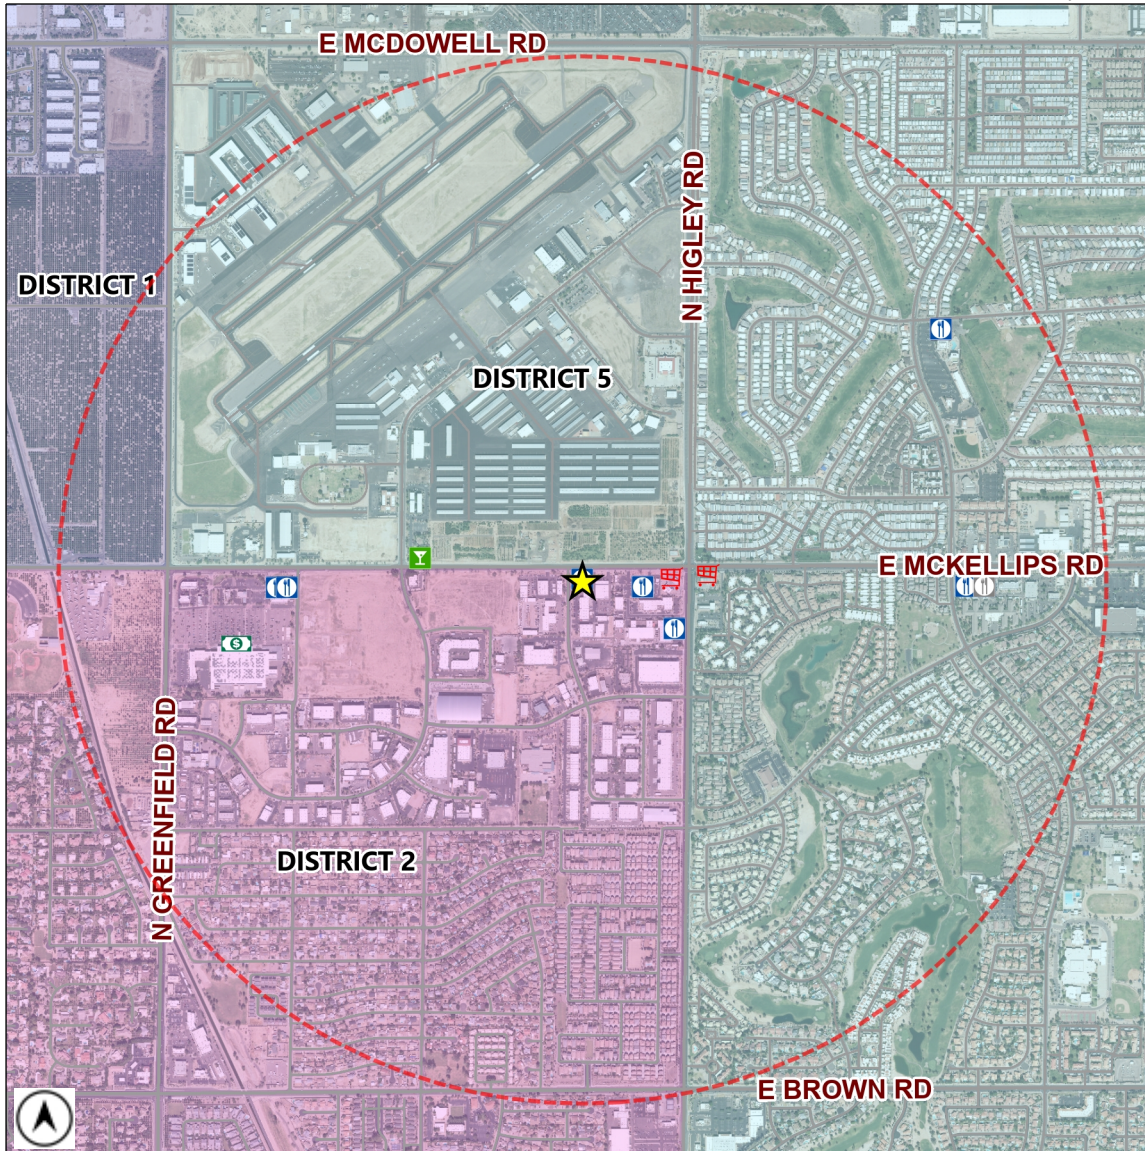 E MCDOWELL RD
N HIGLEY RD
DISTRICT 1
DISTRICT 5
E MCKELLIPS RD
$
N GREENFIELD RD
DISTRICT 2
E BROWN RD